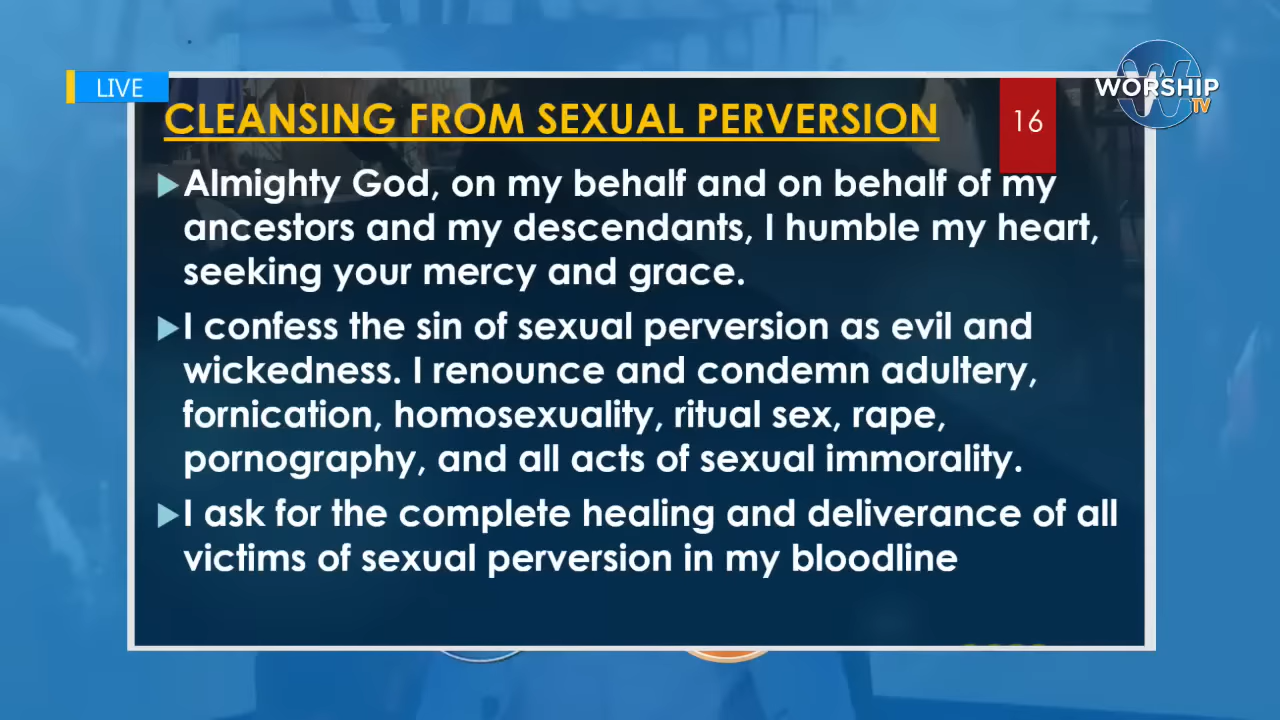 LIVE
WORSHIP
TV
CLEANSING FROM SEXUAL PERVERSION
16
Almighty God, on my behalf and on behalf of my
ancestors and my descendants, I humble my heart,
seeking your mercy and grace.
I confess the sin of sexual perversion as evil and
wickedness. I renounce and condemn adultery,
fornication, homosexuality, ritual sex, rape,
pornography, and all acts of sexual immorality.
I ask for the complete healing and deliverance of all
victims of sexual perversion in my bloodline